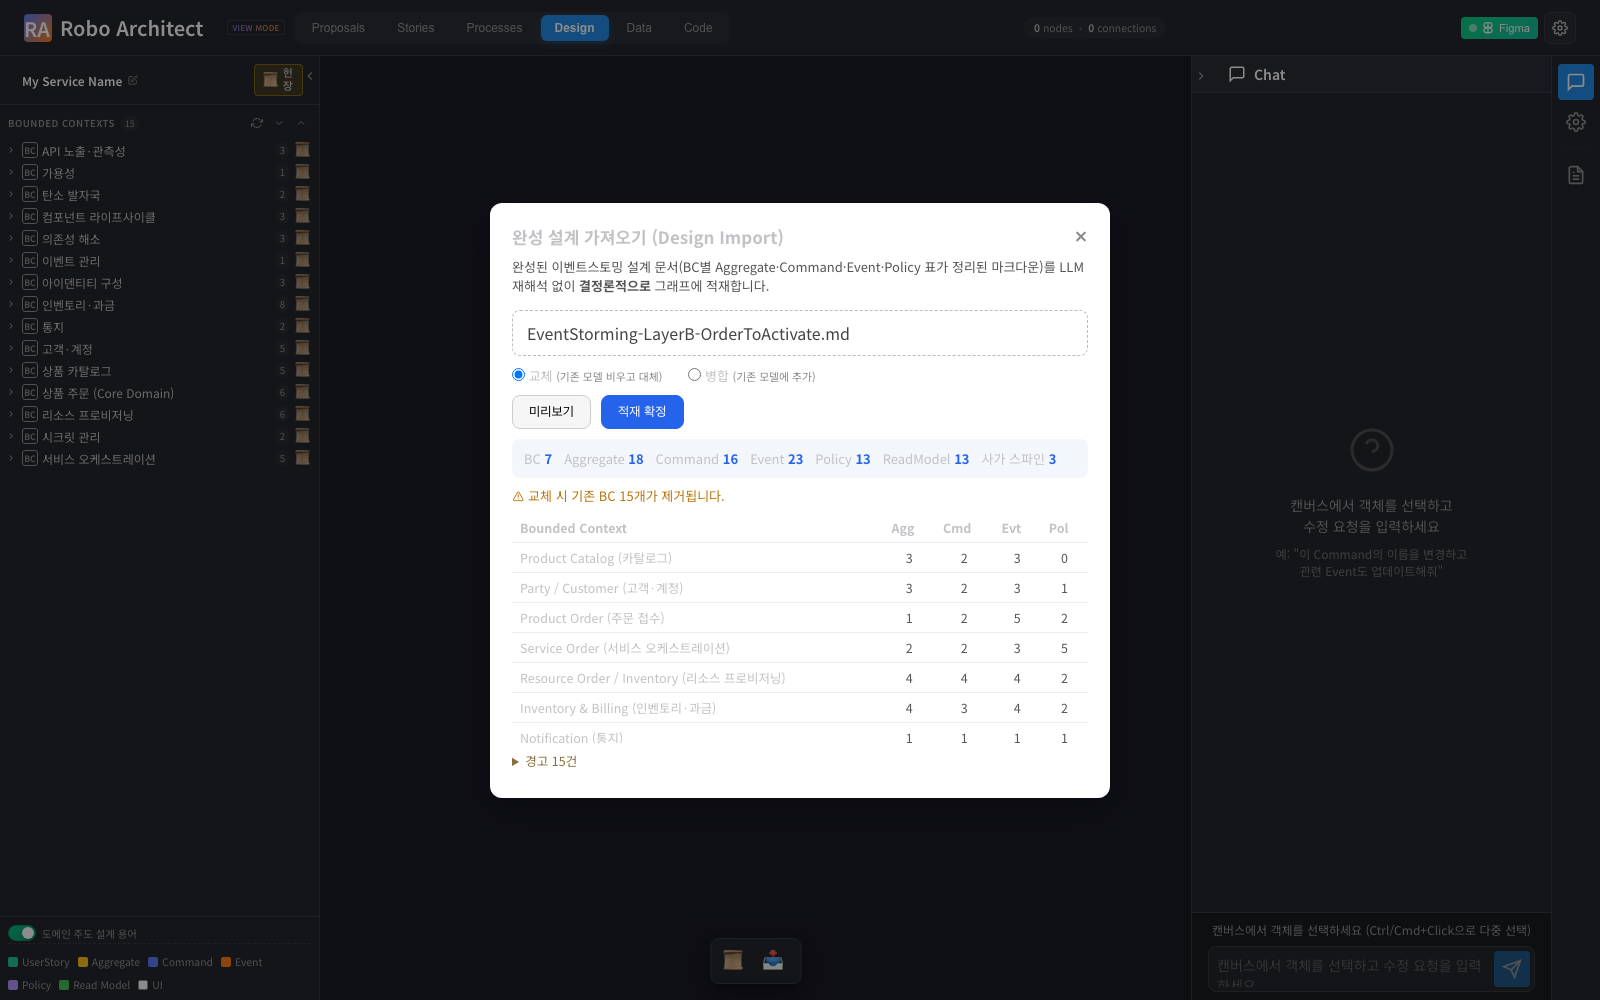 RA Robo Architect
VIEW MODE
Proposals
Stories
Processes
Design
Data
Code
0 nodes • 0 connections
Figma
My Service Name
현장
BOUNDED CONTEXTS 15
BC API 노출·관측성 3
BC 가용성 1
BC 탄소 발자국 2
BC 컴포넌트 라이프사이클 3
BC 의존성 해소 3
BC 이벤트 관리 1
BC 아이덴티티 구성 3
BC 인벤토리·과금 8
BC 통지 2
BC 고객·계정 5
BC 상품 카탈로그 5
BC 상품 주문 (Core Domain) 6
BC 리소스 프로비저닝 6
BC 시크릿 관리 2
BC 서비스 오케스트레이션 5
도메인 주도 설계 용어
UserStory Aggregate Command Event
Policy Read Model UI
완성 설계 가져오기 (Design Import)
완성된 이벤트스토밍 설계 문서(BC별 Aggregate·Command·Event·Policy 표가 정리된 마크다운)를 LLM
재해석 없이 결정론적으로 그래프에 적재합니다.
EventStorming-LayerB-OrderToActivate.md
교체 (기존 모델 비우고 대체) 병합 (기존 모델에 추가)
미리보기 적재 확정
BC 7 Aggregate 18 Command 16 Event 23 Policy 13 ReadModel 13 사가 스파인 3
⚠ 교체 시 기존 BC 15개가 제거됩니다.
Bounded Context Agg Cmd Evt Pol
Product Catalog (카탈로그) 3 2 3 0
Party / Customer (고객·계정) 3 2 3 1
Product Order (주문 접수) 1 2 5 2
Service Order (서비스 오케스트레이션) 2 2 3 5
Resource Order / Inventory (리소스 프로비저닝) 4 4 4 2
Inventory & Billing (인벤토리·과금) 4 3 4 2
Notification (통지) 1 1 1 1
▶ 경고 15건
Chat
캔버스에서 객체를 선택하고
수정 요청을 입력하세요
예: "이 Command의 이름을 변경하고
관련 Event도 업데이트해줘"
캔버스에서 객체를 선택하세요 (Ctrl/Cmd+Click으로 다중 선택)
캔버스에서 객체를 선택하고 수정 요청을 입력
하세요